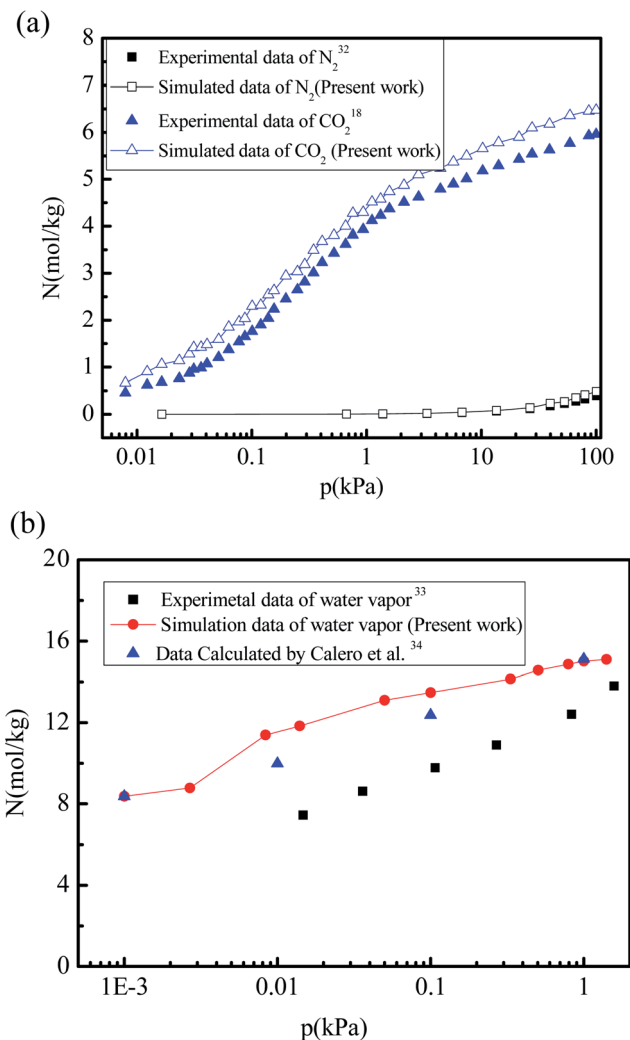 (a)
Experimental data of N2 32
Simulated data of N2(Present work)
Experimental data of CO2 18
Simulated data of CO2 (Present work)
8
7
6
5
4
3
2
1
0
N(mol/kg)
0.01 0.1 1 10 100
p(kPa)
(b)
Experimetal data of water vapor 33
Simulation data of water vapor (Present work)
Data Calculated by Calero et al. 34
20
16
12
8
4
0
N(mol/kg)
1E-3 0.01 0.1 1
p(kPa)